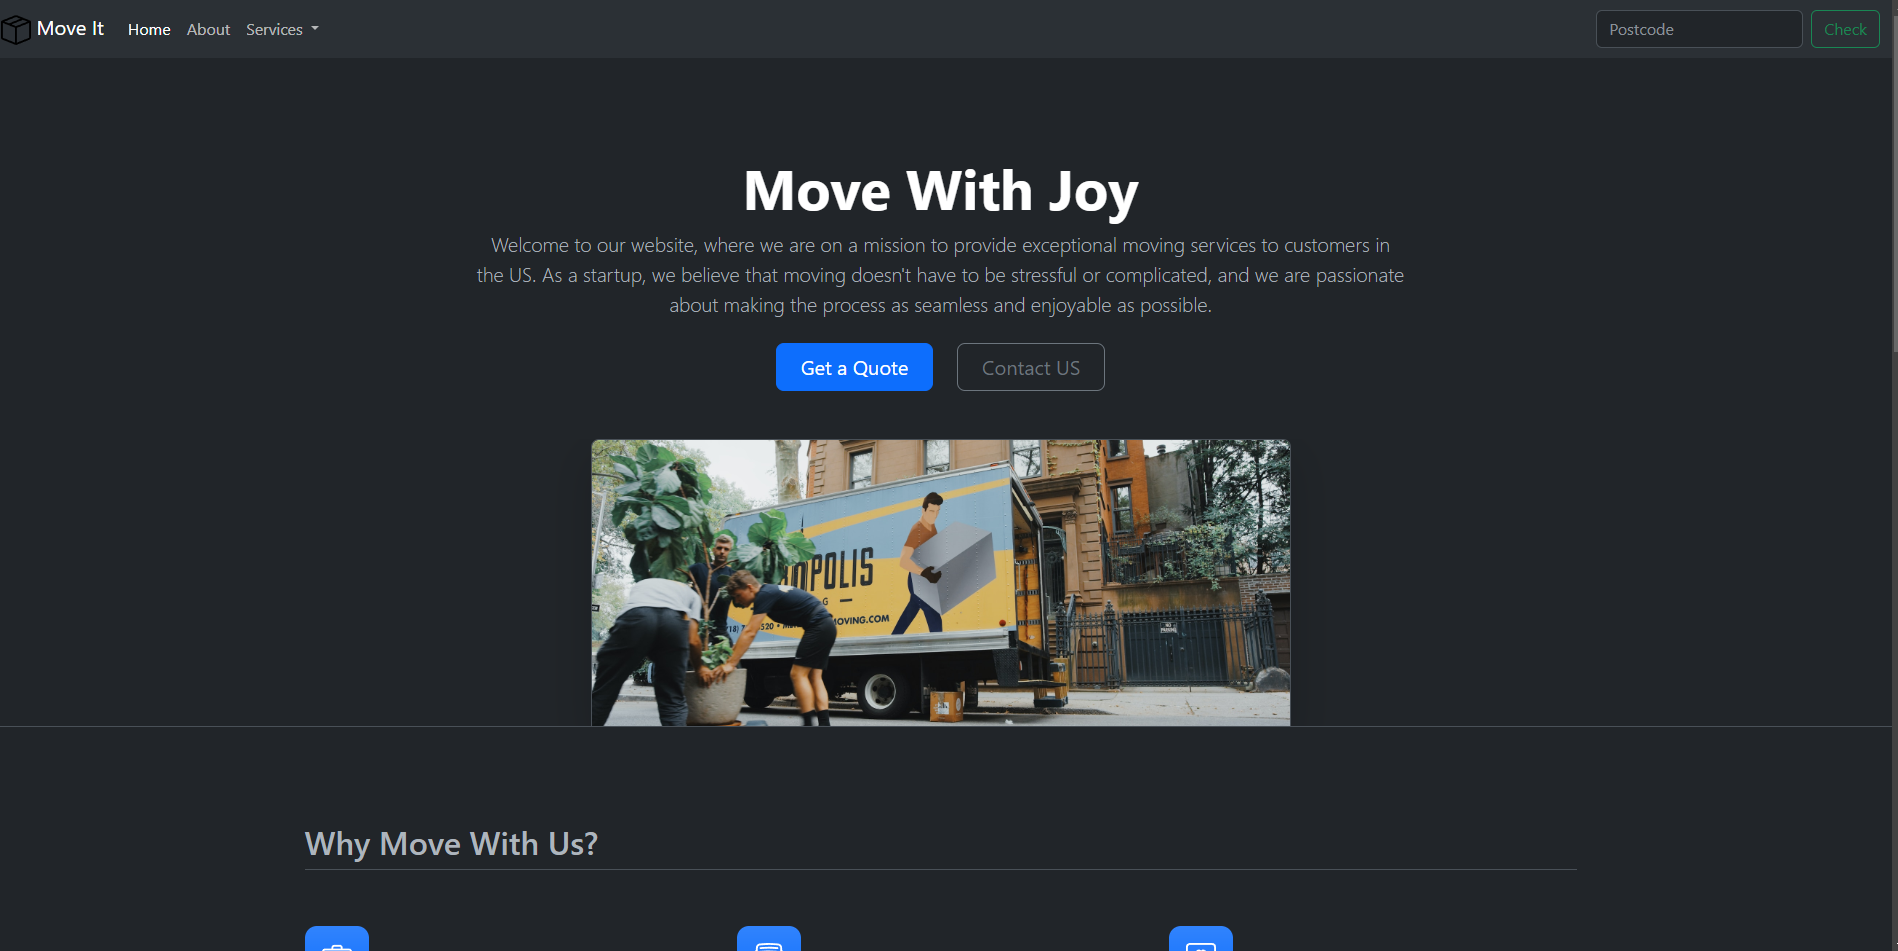 Move It
Home
About
Services
Postcode
Check
Move With Joy
Welcome to our website, where we are on a mission to provide exceptional moving services to customers in
the US. As a startup, we believe that moving doesn't have to be stressful or complicated, and we are passionate
about making the process as seamless and enjoyable as possible.
Get a Quote
Contact US
OPOLIS
MOVING.COM
Why Move With Us?